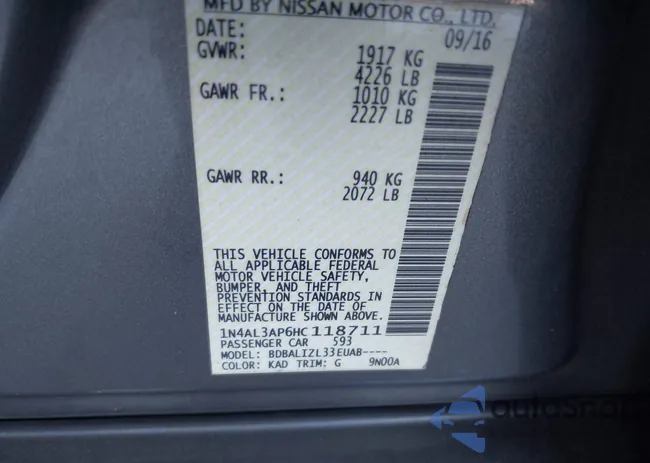 MFD BY NISSAN MOTOR CO., LTD.
DATE: 09/16
GVWR: 1917 KG
4226 LB
GAWR FR.: 1010 KG
2227 LB
GAWR RR.: 940 KG
2072 LB
THIS VEHICLE CONFORMS TO
ALL APPLICABLE FEDERAL
MOTOR VEHICLE SAFETY,
BUMPER, AND THEFT
PREVENTION STANDARDS IN
EFFECT ON THE DATE OF
MANUFACTURE SHOWN ABOVE.
1N4AL3AP6HC118711
PASSENGER CAR 593
MODEL: BDBALIZL33EUAB----
COLOR: KAD TRIM: G 9N00A